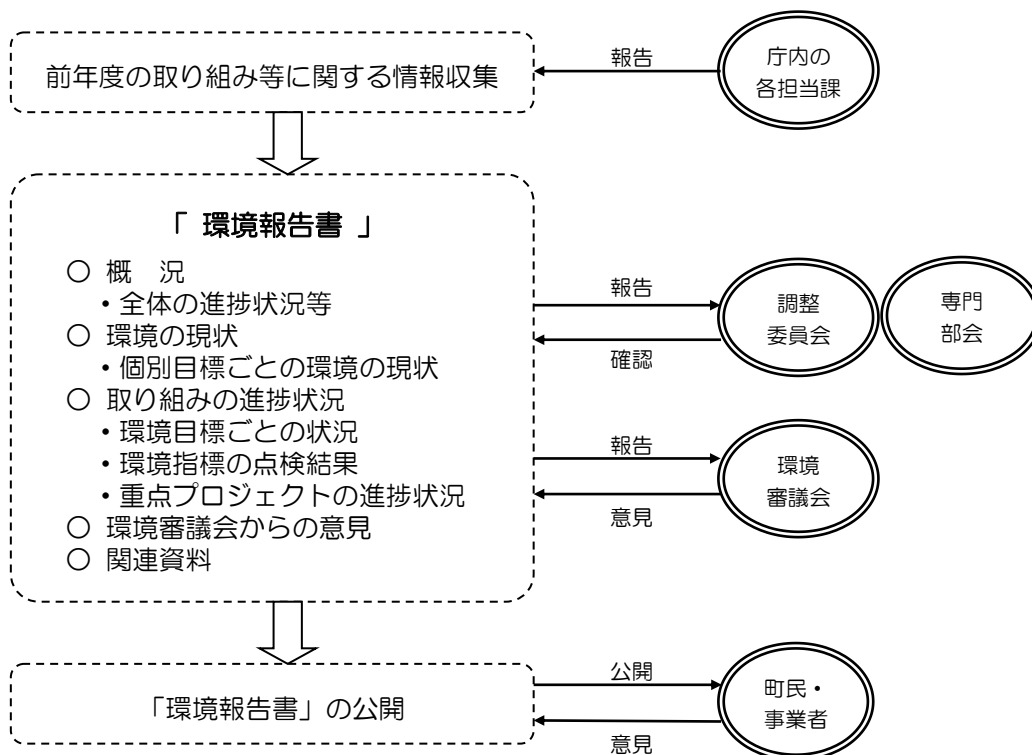 前年度の取り組み等に関する情報収集
報告
庁内の
各担当課
「 環境報告書 」
○ 概　況
・全体の進捗状況等
○ 環境の現状
・個別目標ごとの環境の現状
○ 取り組みの進捗状況
・環境目標ごとの状況
・環境指標の点検結果
・重点プロジェクトの進捗状況
○ 環境審議会からの意見
○ 関連資料
報告
確認
調整
委員会
専門
部会
報告
意見
環境
審議会
「環境報告書」の公開
公開
意見
町民・
事業者